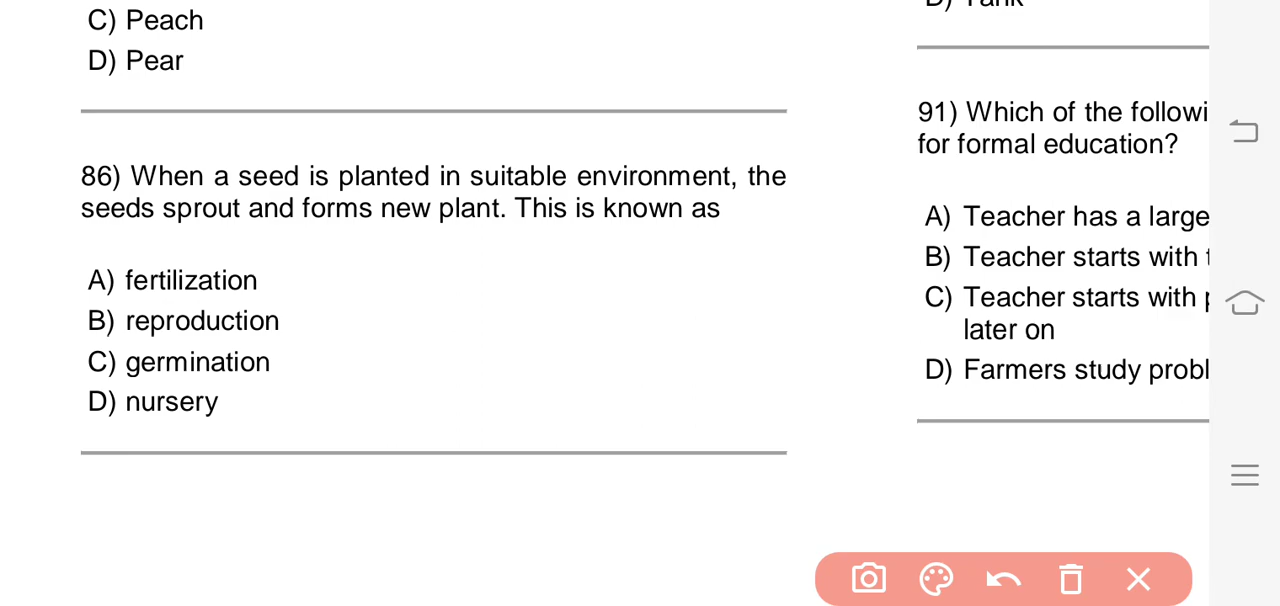 C) Peach
D) Pear
86) When a seed is planted in suitable environment, the
seeds sprout and forms new plant. This is known as
A) fertilization
B) reproduction
C) germination
D) nursery
91) Which of the followi
for formal education?
A) Teacher has a large
B) Teacher starts with
C) Teacher starts with
later on
D) Farmers study probl